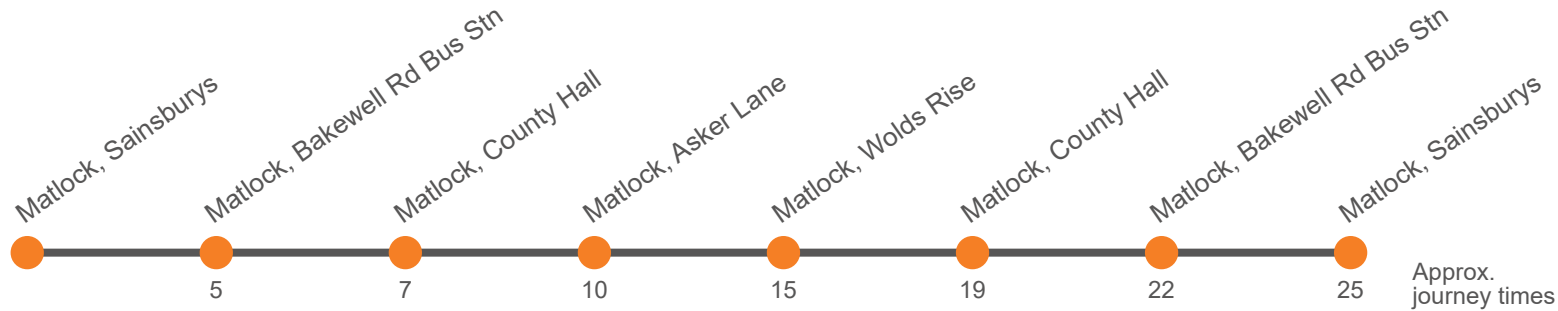 Matlock, Sainsburys
Matlock, Bakewell Rd Bus Stn
Matlock, County Hall
Matlock, Asker Lane
Matlock, Wolds Rise
Matlock, County Hall
Matlock, Bakewell Rd Bus Stn
Matlock, Sainsburys
5
7
10
15
19
22
25
Approx.
journey times